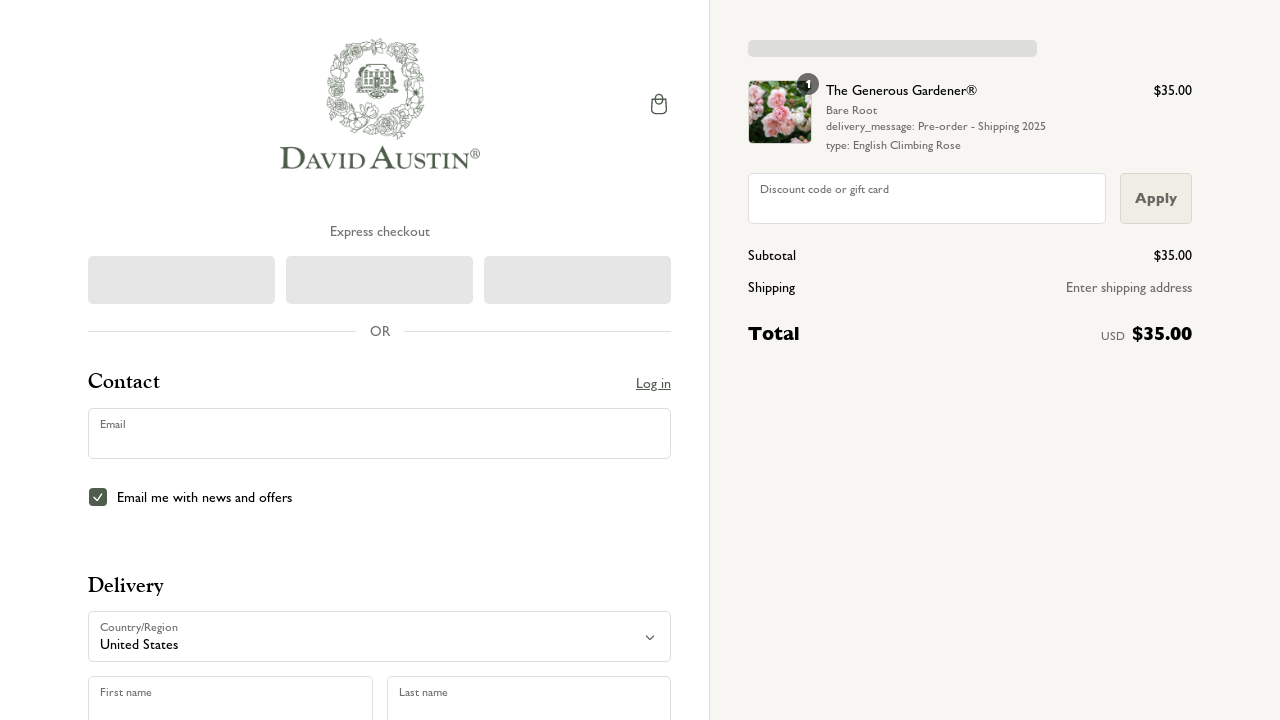 DAVID AUSTIN®
Express checkout
OR
Contact
Log in
Email
Email me with news and offers
Delivery
Country/Region
United States
First name
Last name
1
The Generous Gardener®
$35.00
Bare Root
delivery_message: Pre-order - Shipping 2025
type: English Climbing Rose
Discount code or gift card
Apply
Subtotal
$35.00
Shipping
Enter shipping address
Total
USD $35.00